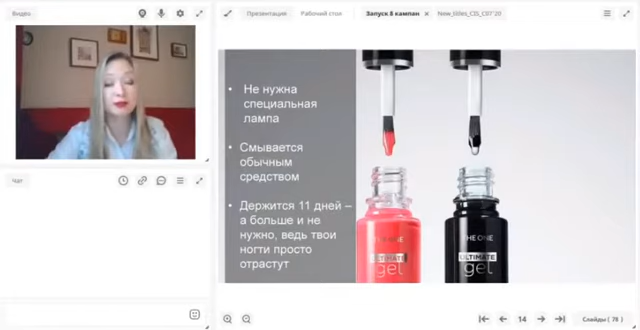 Видео
Чат
Презентация
Рабочий стол
Запуск 8 кампан
New_titles_CIS_C07'20
• Не нужна
специальная
лампа
• Смывается
обычным
средством
• Держится 11 дней –
а больше и не
нужно, ведь твои
ногти просто
отрастут
THE ONE
ULTIMATE
gel
THE ONE
ULTIMATE
gel
14
Слайды ( 78 )